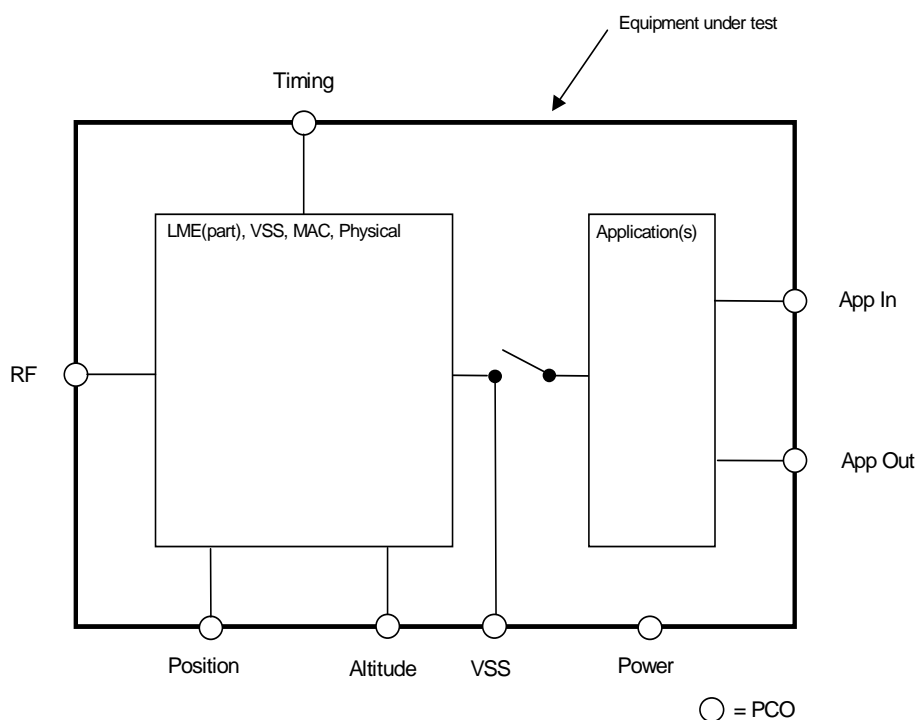 Equipment under test
Timing
LME(part), VSS, MAC, Physical
Application(s)
App In
RF
App Out
Position
Altitude
VSS
Power
= PCO